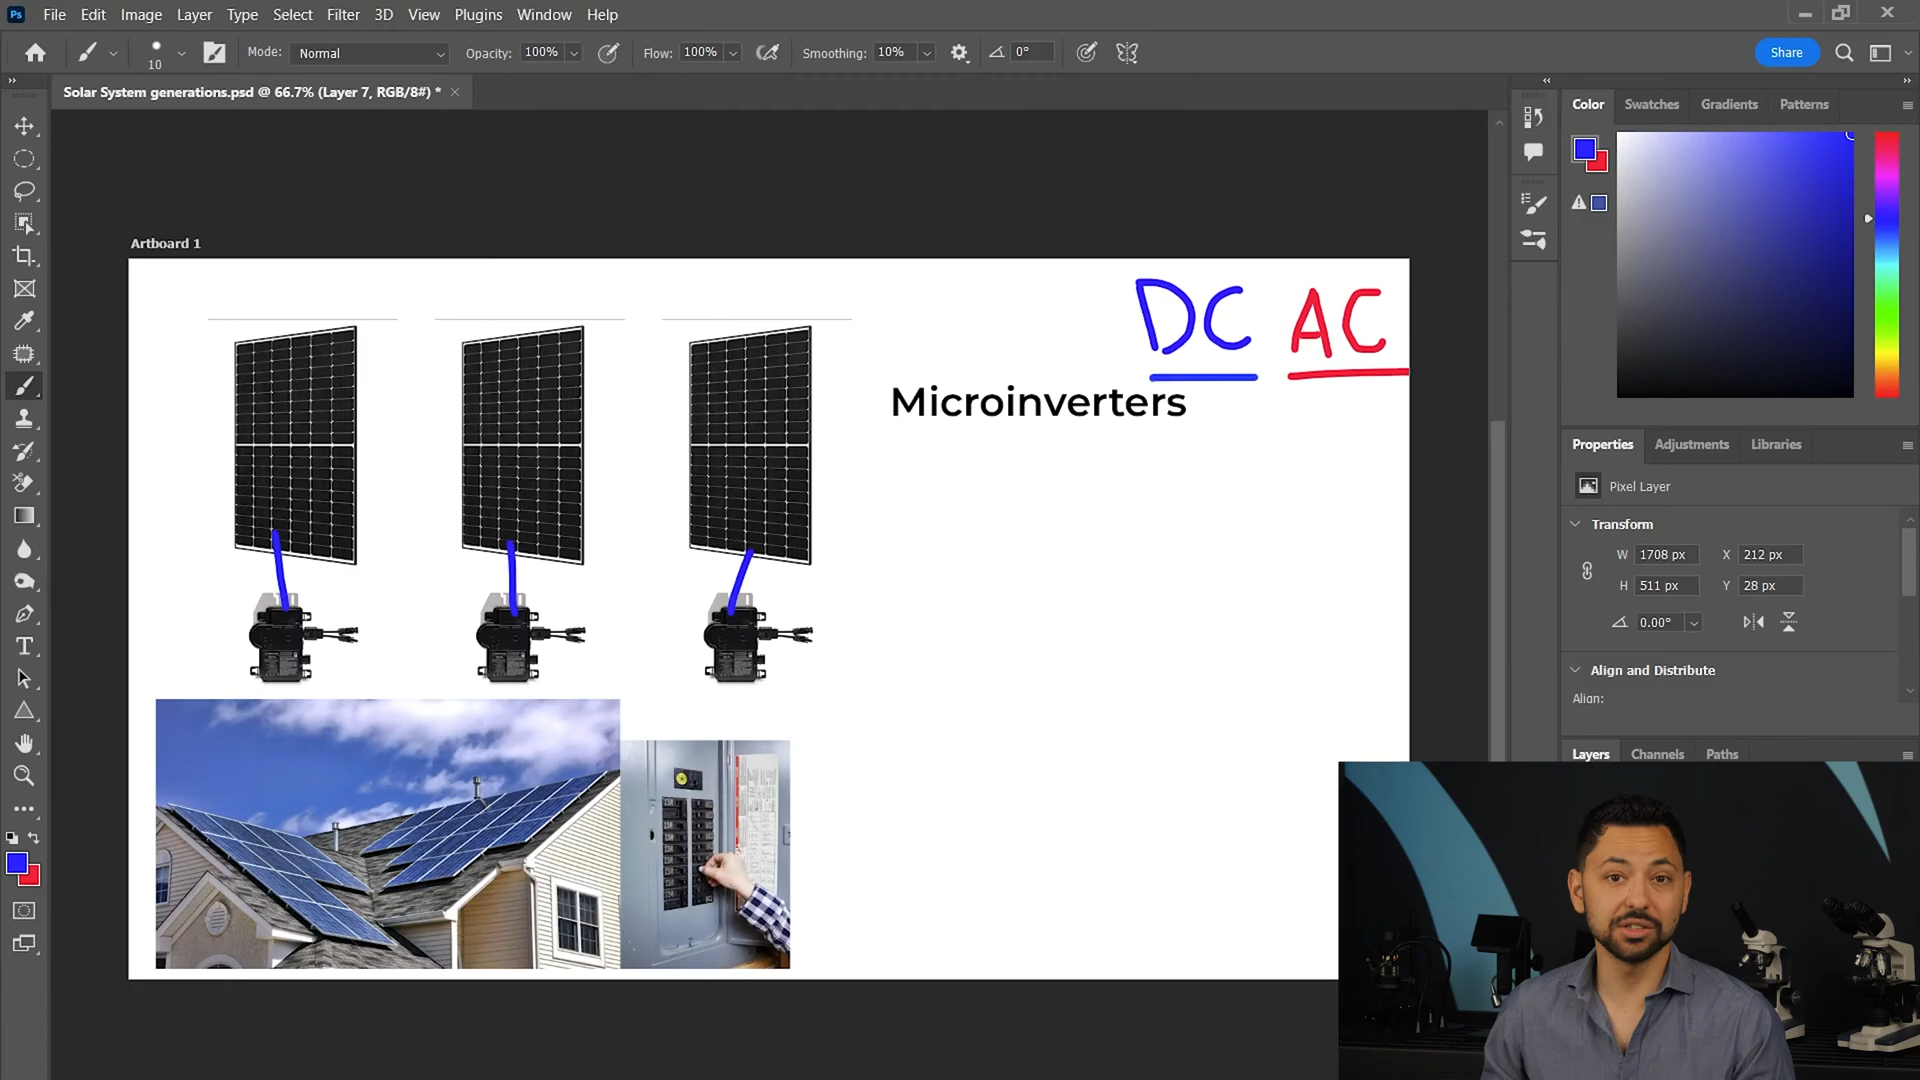 Ps File Edit Image Layer Type Select Filter 3D View Plugins Window Help
10 Mode: Normal Opacity: 100% Flow: 100% Smoothing: 10% 0° Share
Solar System generations.psd @ 66.7% (Layer 7, RGB/8#) *
Color Swatches Gradients Patterns
Artboard 1
DC AC
Microinverters
Properties Adjustments Libraries
Pixel Layer
Transform
W 1708 px X 212 px
H 511 px Y 28 px
0.00°
Align and Distribute
Align:
Layers Channels Paths